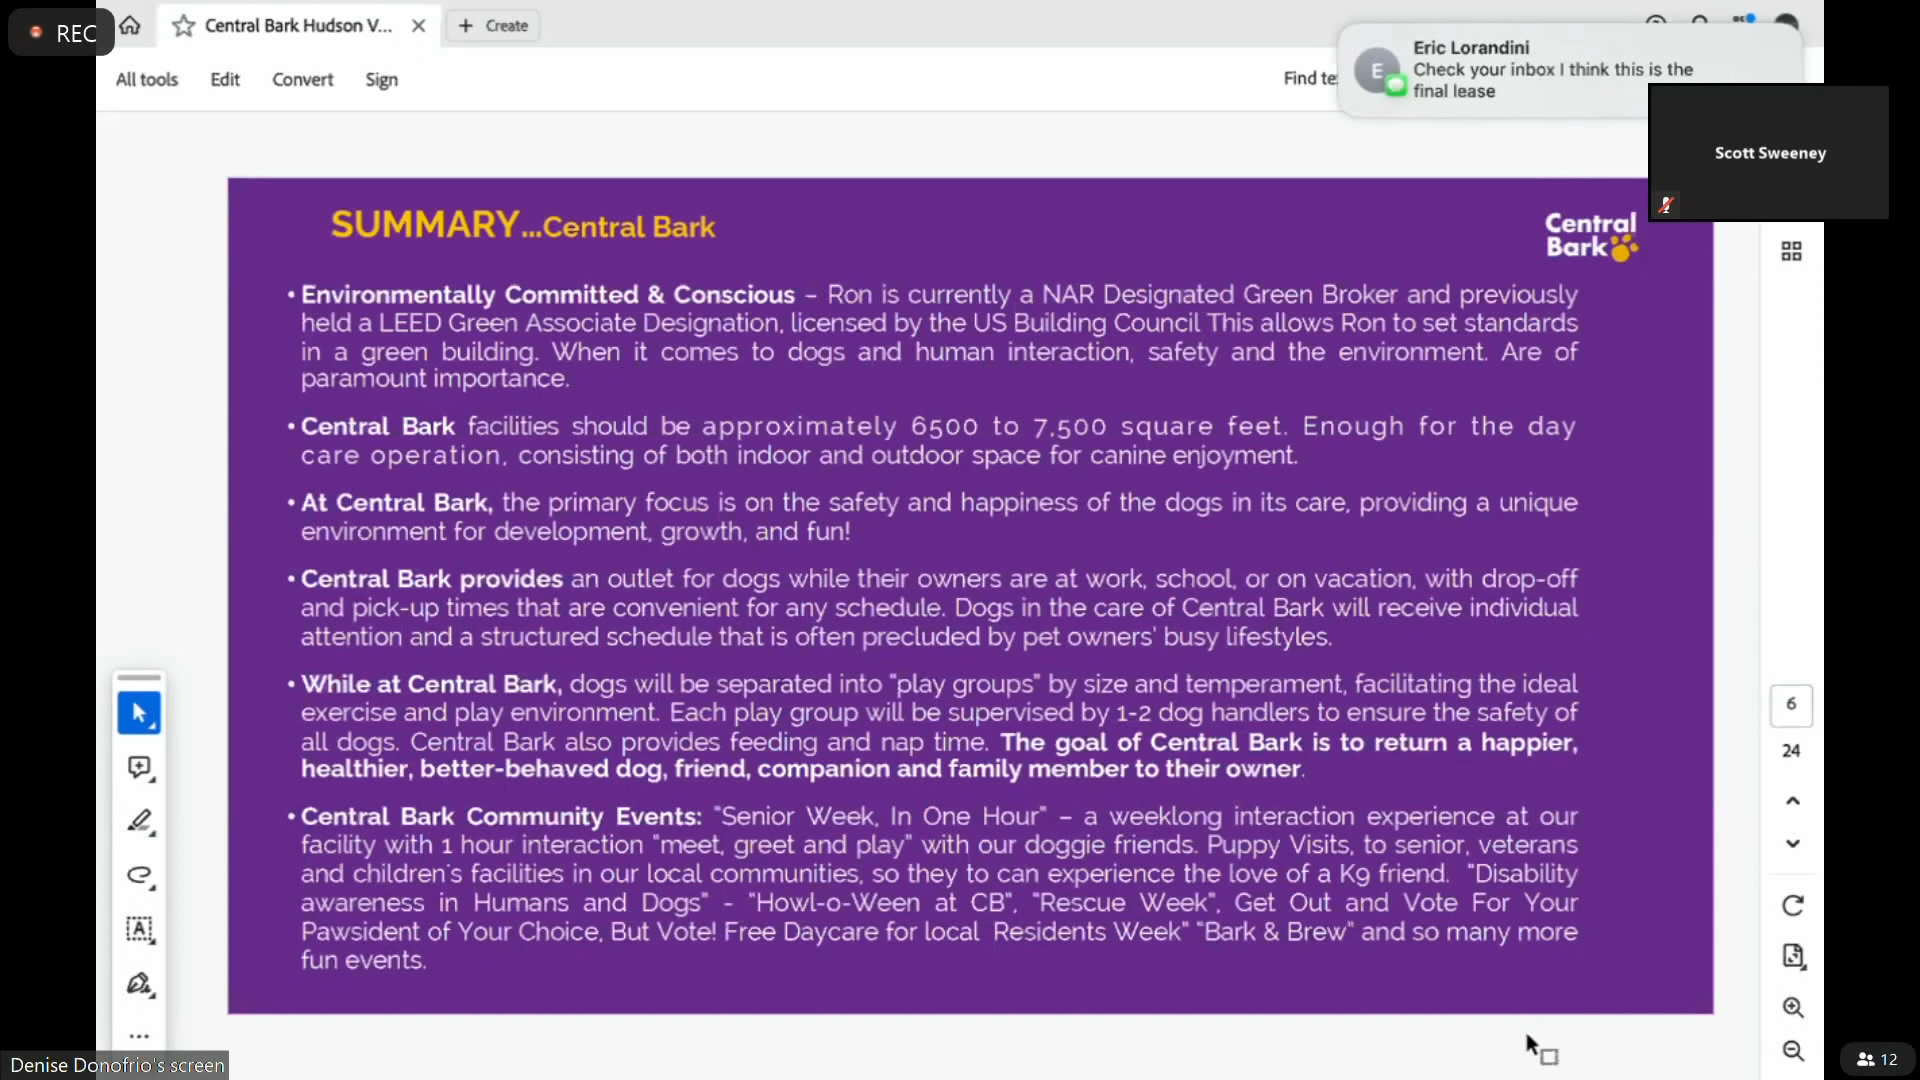 REC
Central Bark Hudson V...
Create
All tools
Edit
Convert
Sign
Eric Lorandini
Check your inbox I think this is the
final lease
E
Scott Sweeney
SUMMARY...Central Bark
Central
Bark
• Environmentally Committed & Conscious – Ron is currently a NAR Designated Green Broker and previously
held a LEED Green Associate Designation, licensed by the US Building Council This allows Ron to set standards
in a green building. When it comes to dogs and human interaction, safety and the environment. Are of
paramount importance.
• Central Bark facilities should be approximately 6500 to 7,500 square feet. Enough for the day
care operation, consisting of both indoor and outdoor space for canine enjoyment.
• At Central Bark, the primary focus is on the safety and happiness of the dogs in its care, providing a unique
environment for development, growth, and fun!
• Central Bark provides an outlet for dogs while their owners are at work, school, or on vacation, with drop-off
and pick-up times that are convenient for any schedule. Dogs in the care of Central Bark will receive individual
attention and a structured schedule that is often precluded by pet owners' busy lifestyles.
• While at Central Bark, dogs will be separated into "play groups" by size and temperament, facilitating the ideal
exercise and play environment. Each play group will be supervised by 1-2 dog handlers to ensure the safety of
all dogs. Central Bark also provides feeding and nap time. The goal of Central Bark is to return a happier,
healthier, better-behaved dog, friend, companion and family member to their owner.
• Central Bark Community Events: "Senior Week, In One Hour" – a weeklong interaction experience at our
facility with 1 hour interaction "meet, greet and play" with our doggie friends. Puppy Visits, to senior, veterans
and children's facilities in our local communities, so they to can experience the love of a K9 friend. "Disability
awareness in Humans and Dogs" - "Howl-o-Ween at CB", "Rescue Week", Get Out and Vote For Your
Pawsident of Your Choice, But Vote! Free Daycare for local Residents Week" "Bark & Brew" and so many more
fun events.
6
24
Denise Donofrio's screen
12